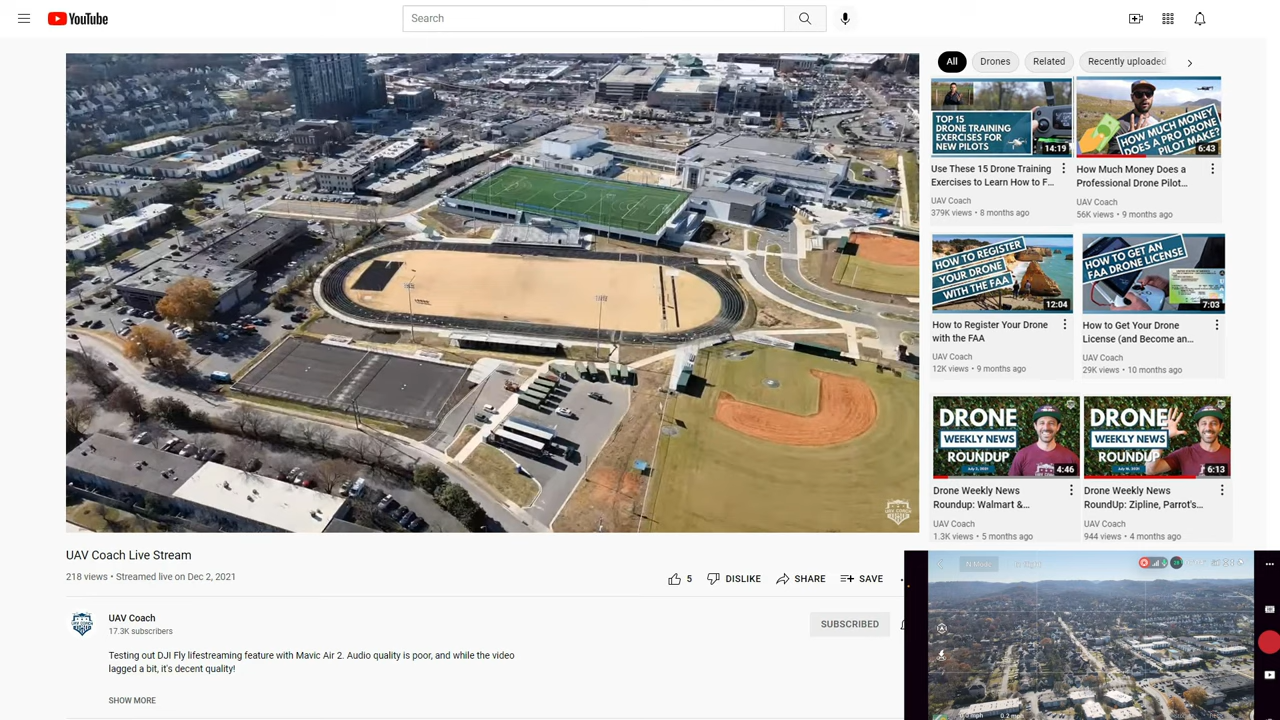 YouTube
Search
All
Drones
Related
Recently uploaded
TOP 15
DRONE TRAINING
EXERCISES FOR
NEW PILOTS
14:19
HOW MUCH MONEY
DOES A PRO DRONE
PILOT MAKE?
6:43
Use These 15 Drone Training
Exercises to Learn How to F...
UAV Coach
379K views • 8 months ago
How Much Money Does a
Professional Drone Pilot...
UAV Coach
56K views • 9 months ago
HOW TO REGISTER
YOUR DRONE
WITH THE FAA
12:04
HOW TO GET AN
FAA DRONE LICENSE
7:03
How to Register Your Drone
with the FAA
UAV Coach
12K views • 9 months ago
How to Get Your Drone
License (and Become an...
UAV Coach
29K views • 10 months ago
DRONE
WEEKLY NEWS
ROUNDUP
4:46
DRONE
WEEKLY NEWS
ROUNDUP
6:13
Drone Weekly News
Roundup: Walmart &...
UAV Coach
1.3K views • 5 months ago
Drone Weekly News
RoundUp: Zipline, Parrot's...
UAV Coach
944 views • 4 months ago
UAV COACH
UAV Coach Live Stream
218 views • Streamed live on Dec 2, 2021
5
DISLIKE
SHARE
SAVE
UAV Coach
17.3K subscribers
SUBSCRIBED
Testing out DJI Fly lifestreaming feature with Mavic Air 2. Audio quality is poor, and while the video
lagged a bit, it's decent quality!
SHOW MORE
N Mode
0.2 mph